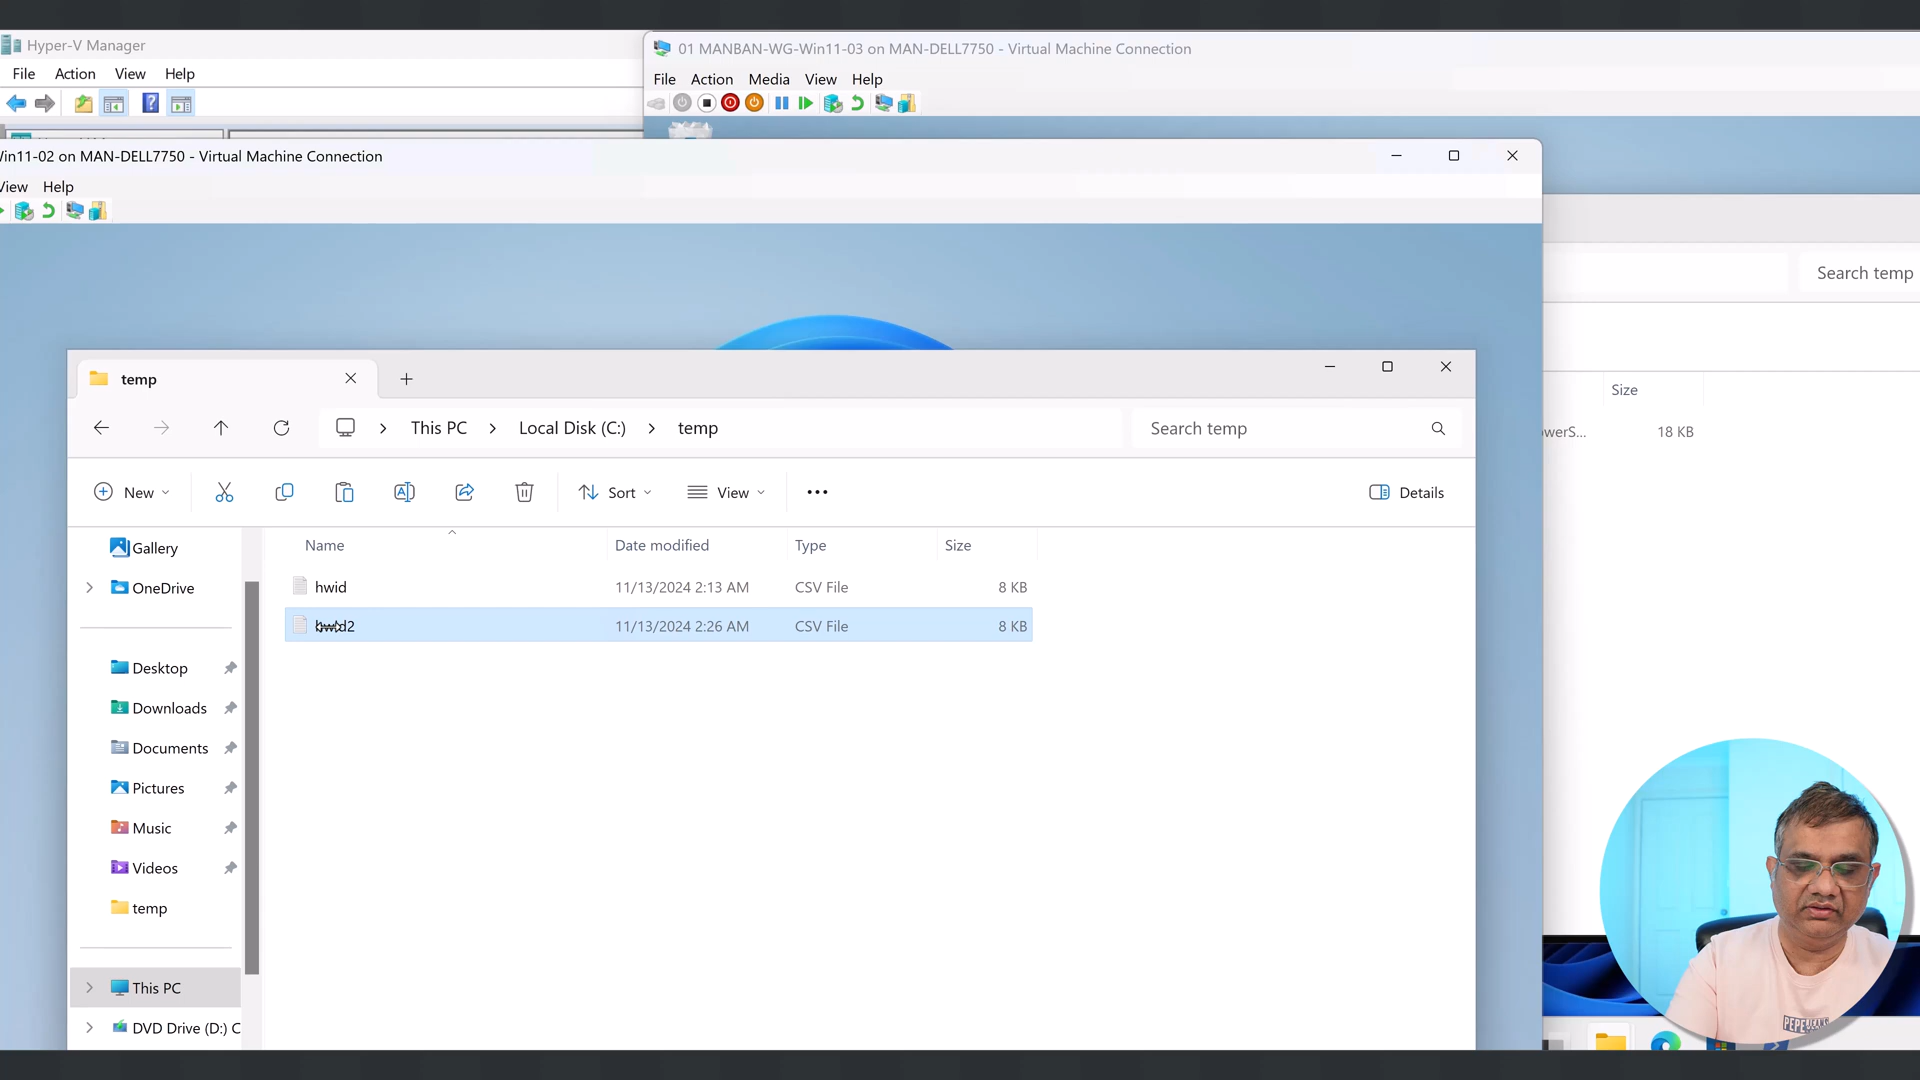 Hyper-V Manager
File Action View Help
01 MANBAN-WG-Win11-03 on MAN-DELL7750 - Virtual Machine Connection
File Action Media View Help
Win11-02 on MAN-DELL7750 - Virtual Machine Connection
View Help
Search temp
Size
18 KB
temp
This PC Local Disk (C:) temp
Search temp
New
Sort
View
Details
Name Date modified Type Size
hwid 11/13/2024 2:13 AM CSV File 8 KB
hwid2 11/13/2024 2:26 AM CSV File 8 KB
Gallery
OneDrive
Desktop
Downloads
Documents
Pictures
Music
Videos
temp
This PC
DVD Drive (D:) C